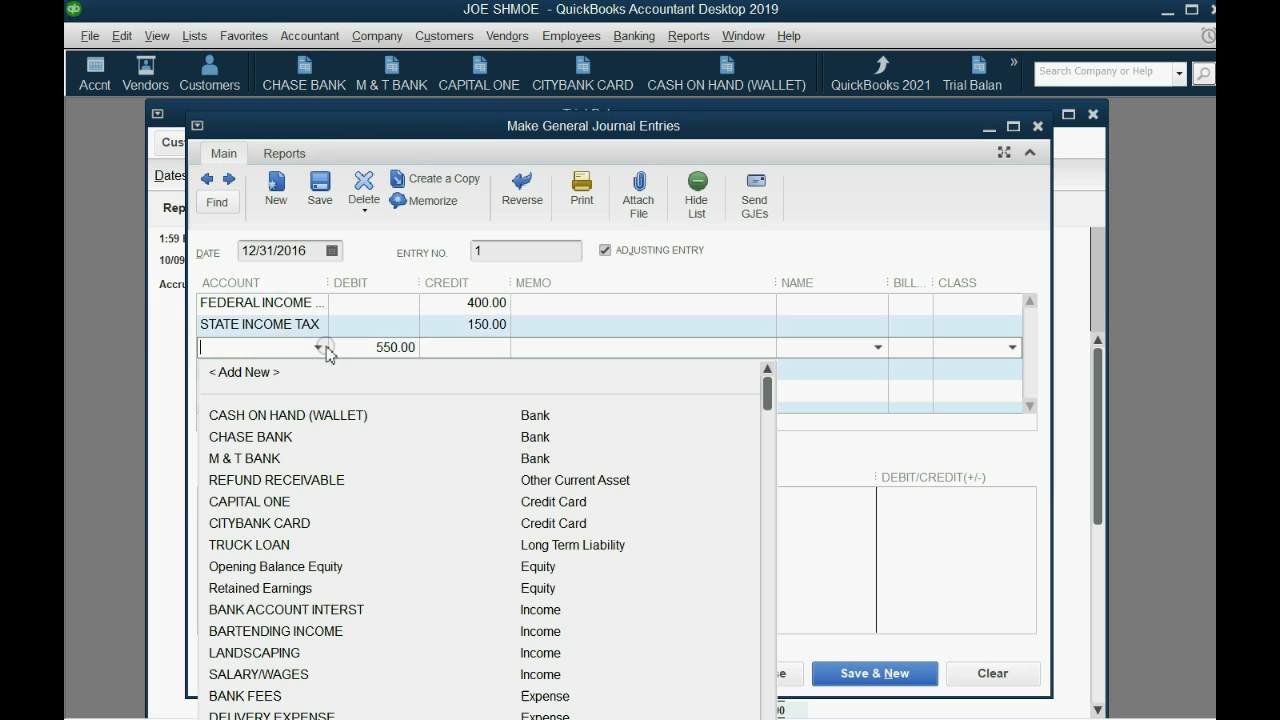 JOE SHMOE - QuickBooks Accountant Desktop 2019
File Edit View Lists Favorites Accountant Company Customers Vendors Employees Banking Reports Window Help
Accnt Vendors Customers CHASE BANK M & T BANK CAPITAL ONE CITYBANK CARD CASH ON HAND (WALLET) QuickBooks 2021 Trial Balan » Search Company or Help
Make General Journal Entries
Cus
Main Reports
Dates
Find New Save Delete Create a Copy Memorize Reverse Print Attach File Hide List Send GJEs
Rep
1:59
10/09
Accru
DATE 12/31/2016 ENTRY NO. 1 ADJUSTING ENTRY
ACCOUNT DEBIT CREDIT MEMO NAME BILL... CLASS
FEDERAL INCOME ... 400.00
STATE INCOME TAX 150.00
550.00
< Add New >
CASH ON HAND (WALLET) Bank
CHASE BANK Bank
M & T BANK Bank
REFUND RECEIVABLE Other Current Asset
DEBIT/CREDIT(+/-)
CAPITAL ONE Credit Card
CITYBANK CARD Credit Card
TRUCK LOAN Long Term Liability
Opening Balance Equity Equity
Retained Earnings Equity
BANK ACCOUNT INTERST Income
BARTENDING INCOME Income
LANDSCAPING Income
SALARY/WAGES Income
Save & New Clear
BANK FEES Expense
DELIVERY EXPENSE Expense